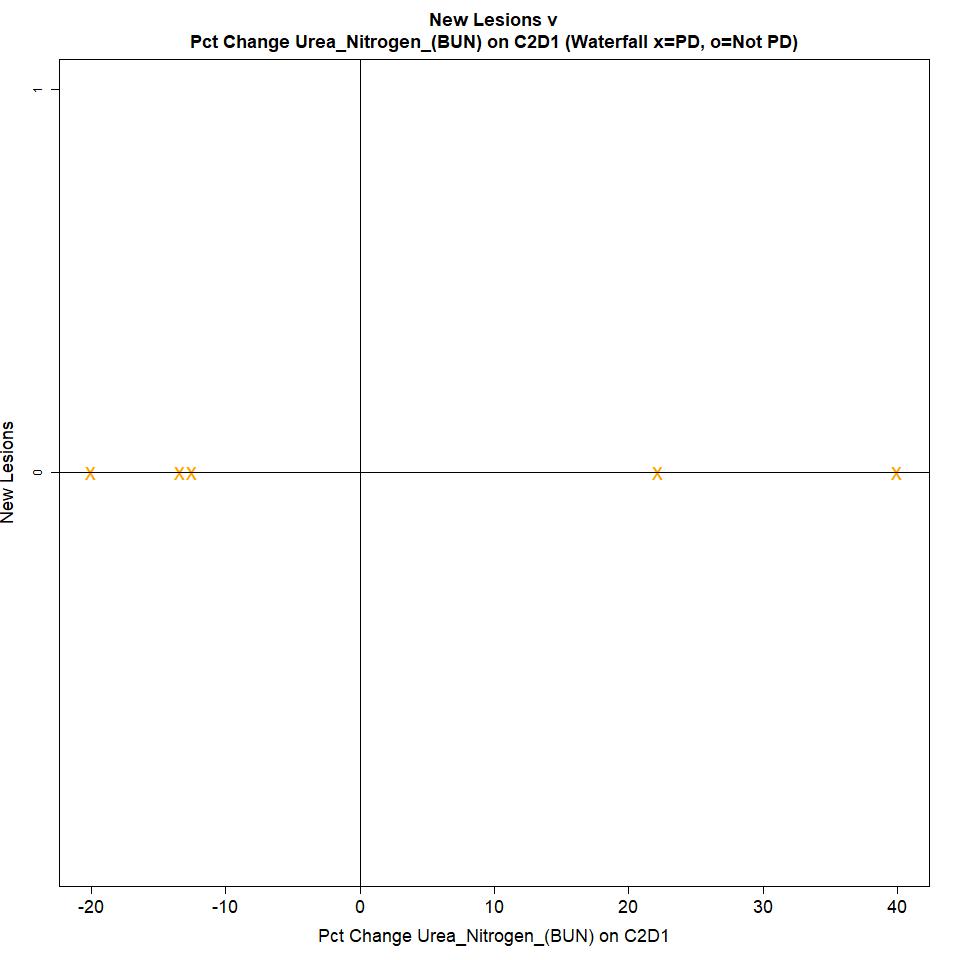 New Lesions v
Pct Change Urea_Nitrogen_(BUN) on C2D1 (Waterfall x=PD, o=Not PD)
1
New Lesions
0
X X X X X
-20 -10 0 10 20 30 40
Pct Change Urea_Nitrogen_(BUN) on C2D1